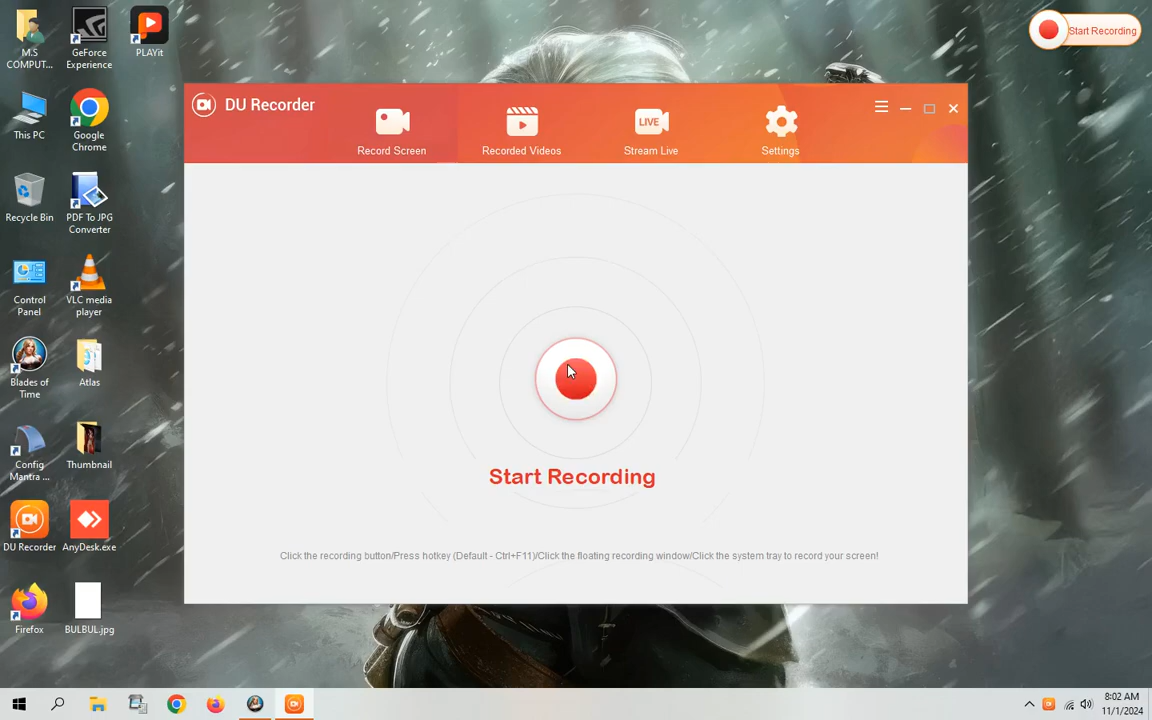 M.S
COMPUT...
GeForce
Experience
PLAYit
This PC
Google
Chrome
Recycle Bin
PDF To JPG
Converter
Control
Panel
VLC media
player
Blades of
Time
Atlas
Config
Mantra ...
Thumbnail
DU Recorder
AnyDesk.exe
Firefox
BULBUL.jpg
Start Recording
DU Recorder
Record Screen
Recorded Videos
LIVE
Stream Live
Settings
Start Recording
Click the recording button/Press hotkey (Default - Ctrl+F11)/Click the floating recording window/Click the system tray to record your screen!
8:02 AM
11/1/2024